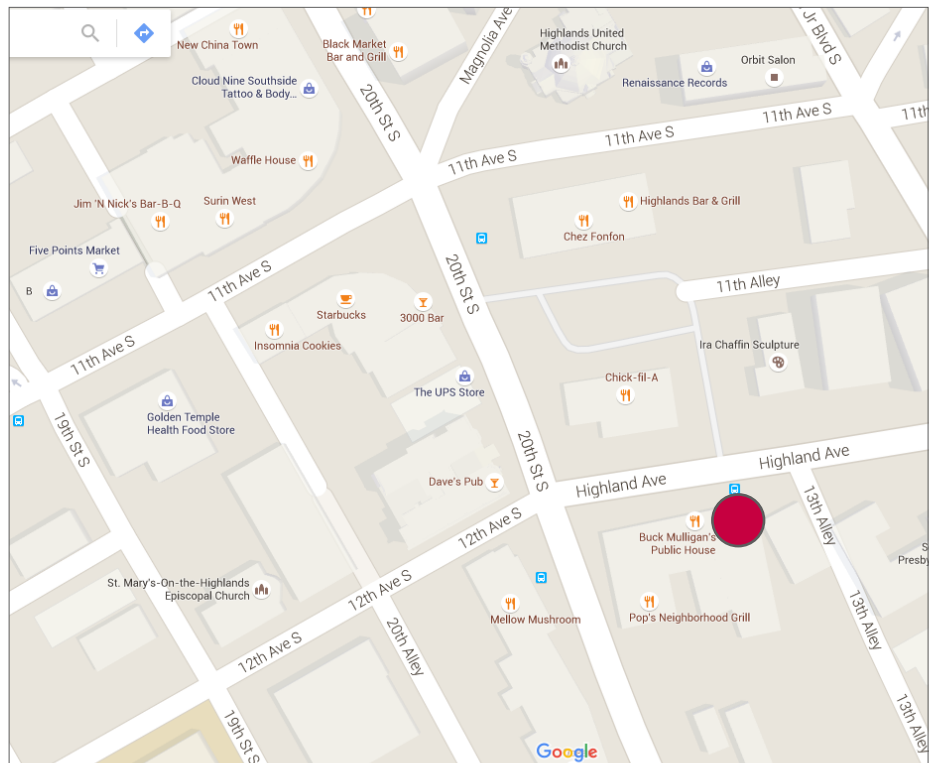 New China Town
Black Market
Bar and Grill
Magnolia Ave
Highlands United
Methodist Church
Jr Blvd S
Orbit Salon
Renaissance Records
Cloud Nine Southside
Tattoo & Body...
20th St S
11th Ave S
11th Ave S
11th
11th Ave S
Waffle House
Jim 'N Nick's Bar-B-Q
Surin West
Highlands Bar & Grill
Chez Fonfon
Five Points Market
B
11th Ave S
20th St S
11th Alley
Starbucks
3000 Bar
Insomnia Cookies
11th Ave S
Ira Chaffin Sculpture
The UPS Store
Chick-fil-A
Golden Temple
Health Food Store
19th St S
20th St S
Highland Ave
Highland Ave
Dave's Pub
12th Ave S
13th Alley
Buck Mulligan's
Public House
Presby
St. Mary's-On-the-Highlands
Episcopal Church
12th Ave S
Mellow Mushroom
Pop's Neighborhood Grill
13th Alley
20th Alley
12th Ave S
19th St S
13th Alley
Google